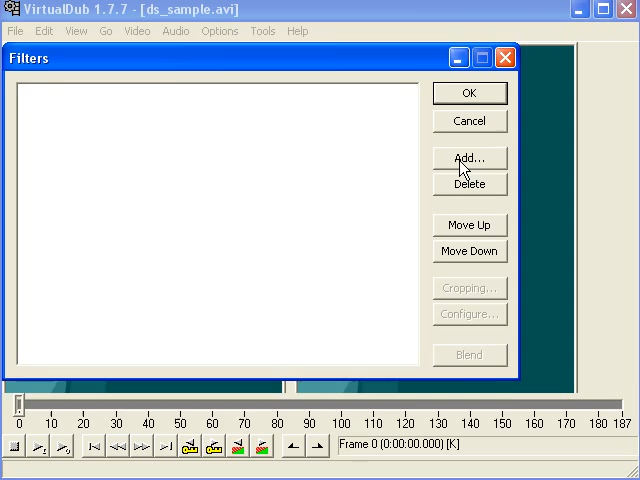 VirtualDub 1.7.7 - [ds_sample.avi]
File Edit View Go Video Audio Options Tools Help
Filters
OK
Cancel
Add...
Delete
Move Up
Move Down
Cropping...
Configure...
Blend
0 10 20 30 40 50 60 70 80 90 100 110 120 130 140 150 160 170 180 187
Frame 0 (0:00:00.000) [K]